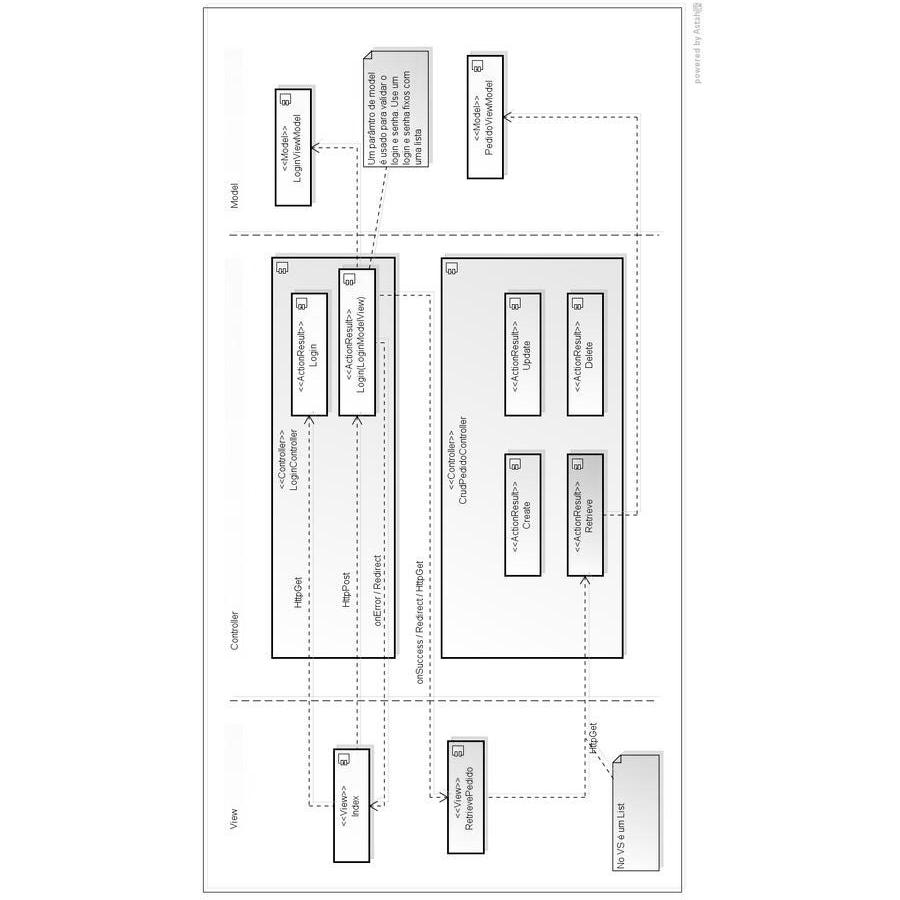 View
Controller
Model
<<View>>
Index
HttpGet
HttpPost
onError / Redirect
<<Controller>>
LoginController
<<ActionResult>>
Login
<<ActionResult>>
Login(LoginModelView)
<<Model>>
LoginViewModel
Um parâmtro de model
é usado para validar o
login e senha. Use um
login e senha fixos com
uma lista
onSuccess / Redirect / HttpGet
<<View>>
RetrievePedido
<<Controller>>
CrudPedidoController
<<ActionResult>>
Create
<<ActionResult>>
Update
<<ActionResult>>
Retrieve
<<ActionResult>>
Delete
<<Model>>
PedidoViewModel
HttpGet
No VS é um List
powered by Astah